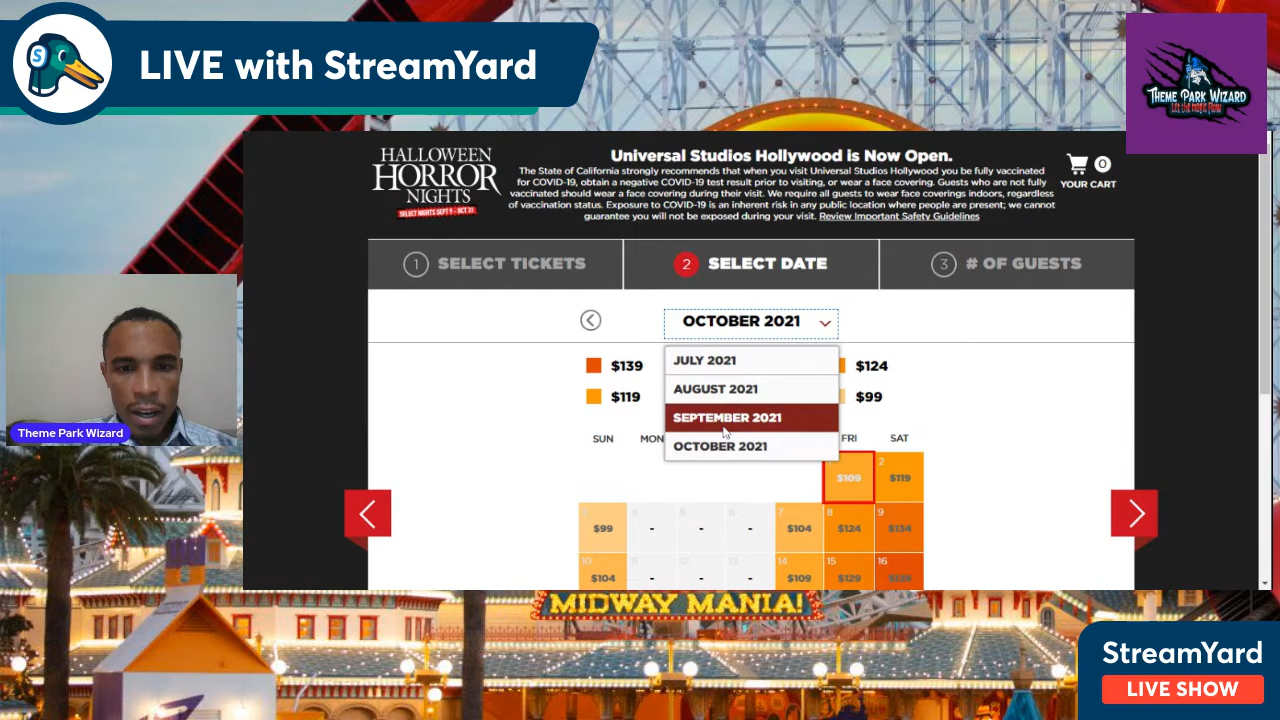 S
LIVE with StreamYard
THEME PARK WIZARD
HALLOWEEN
HORROR
NIGHTS
SELECT NIGHTS SEPT 9 - OCT 31
Universal Studios Hollywood is Now Open.
The State of California strongly recommends that when you visit Universal Studios Hollywood you be fully vaccinated
for COVID-19, obtain a negative COVID-19 test result prior to visiting, or wear a face covering. Guests who are not fully
vaccinated should wear a face covering during their visit. We require all guests to wear face coverings indoors, regardless
of vaccination status. Exposure to COVID-19 is an inherent risk in any public location where people are present; we cannot
guarantee you will not be exposed during your visit. Review Important Safety Guidelines
0
YOUR CART
1 SELECT TICKETS
2 SELECT DATE
3 # OF GUESTS
OCTOBER 2021
JULY 2021
AUGUST 2021
SEPTEMBER 2021
OCTOBER 2021
$139 $124
$119 $99
SUN MON FRI SAT
2
$109 $119
6 7 8 9
$99 - - - $104 $124 $134
10 11 12 13 14 15 16
$104 - - - $109 $129
Theme Park Wizard
MIDWAY MANIA!
StreamYard
LIVE SHOW